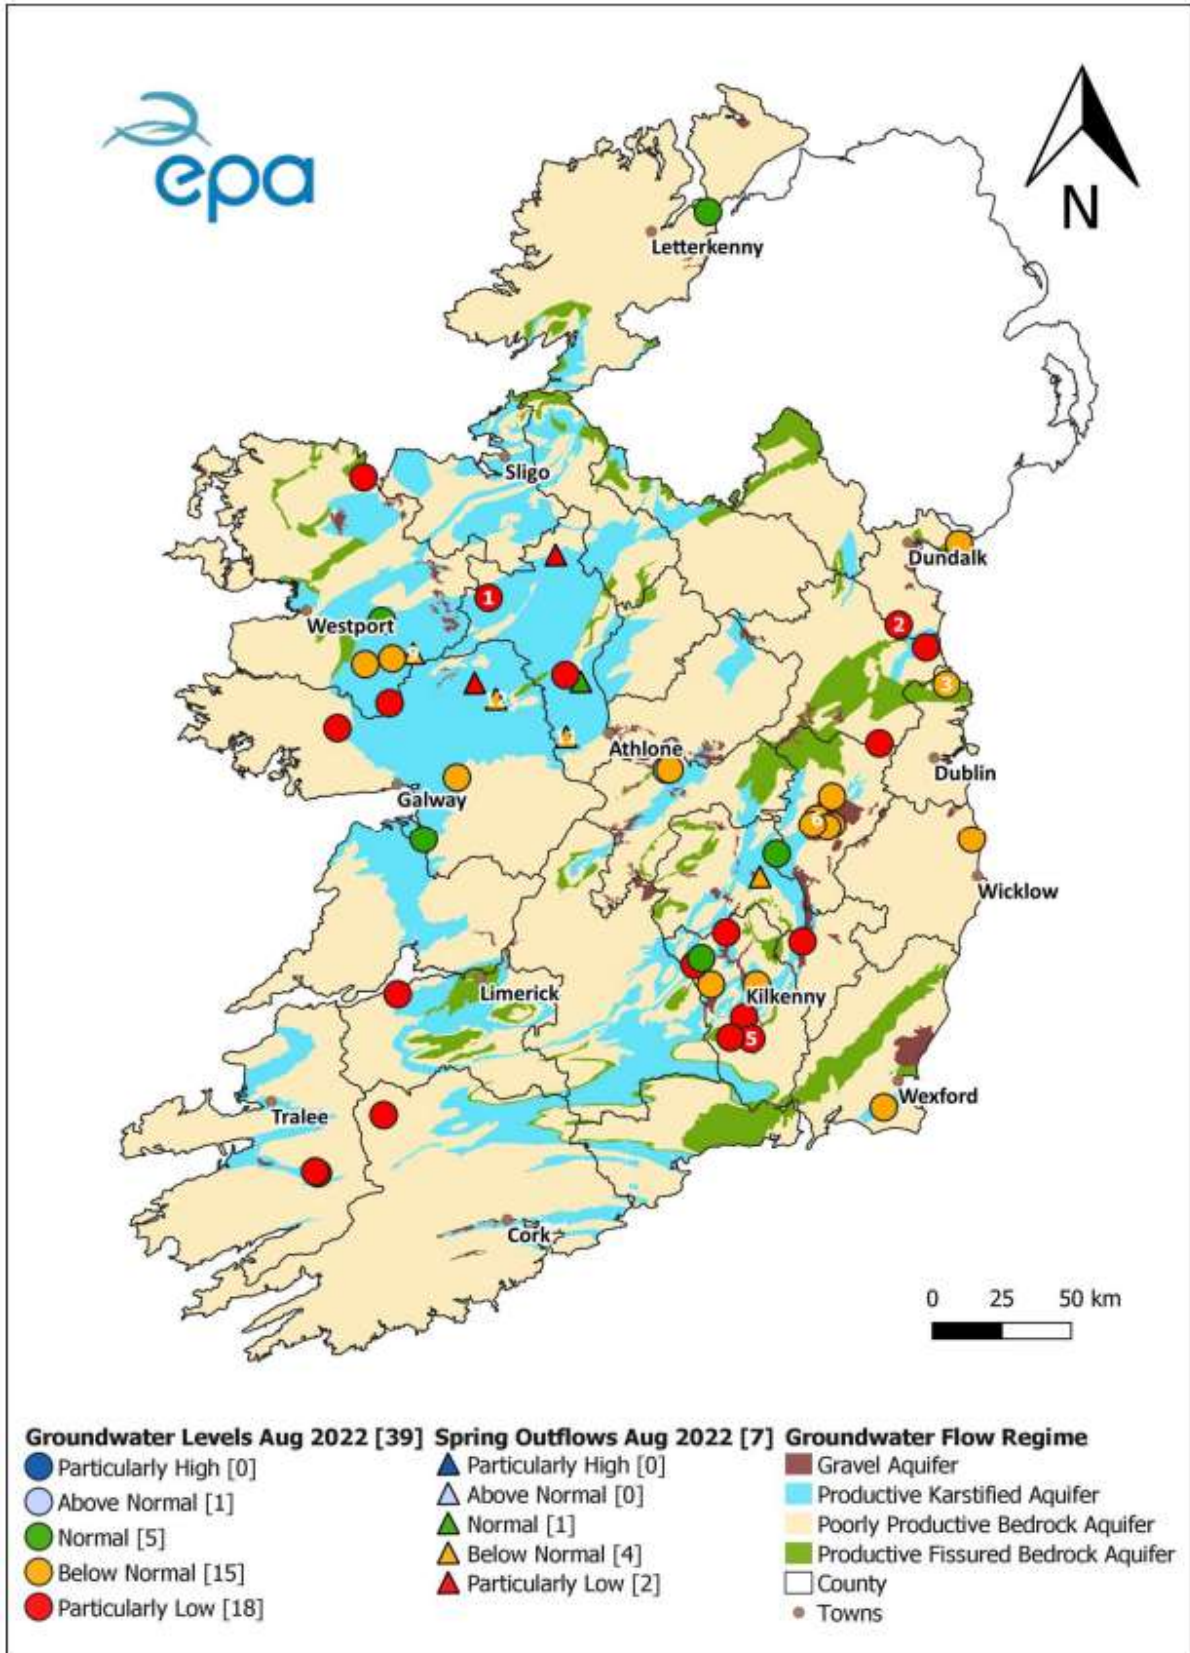 epa
N
Letterkenny
Sligo
Dundalk
1
2
Westport
3
Athlone
Dublin
Galway
6
Wicklow
Limerick
Kilkenny
5
Wexford
Tralee
Cork
0 25 50 km
Groundwater Levels Aug 2022 [39]
Particularly High [0]
Above Normal [1]
Normal [5]
Below Normal [15]
Particularly Low [18]
Spring Outflows Aug 2022 [7]
Particularly High [0]
Above Normal [0]
Normal [1]
Below Normal [4]
Particularly Low [2]
Groundwater Flow Regime
Gravel Aquifer
Productive Karstified Aquifer
Poorly Productive Bedrock Aquifer
Productive Fissured Bedrock Aquifer
County
Towns